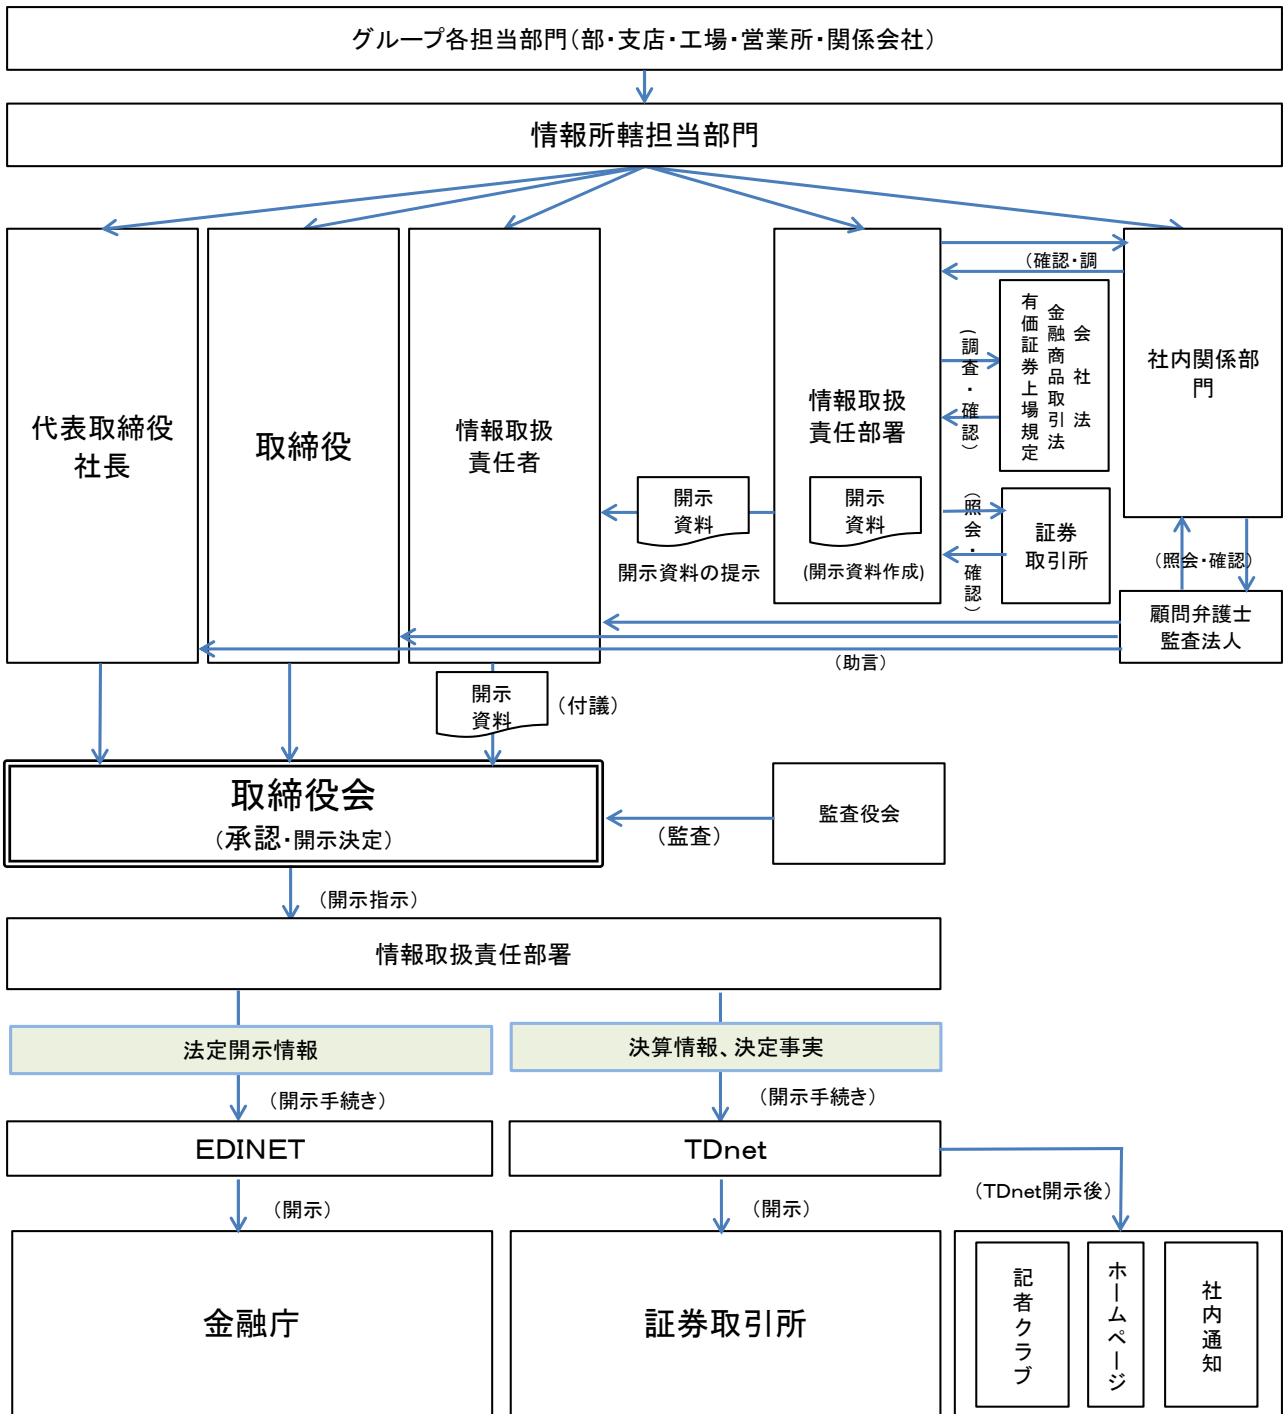 グループ各担当部門（部・支店・工場・営業所・関係会社）
情報所轄担当部門
代表取締役
社長
取締役
情報取扱
責任者
情報取扱
責任部署
（確認・調
（調査・確認）
会社法
金融商品取引法
有価証券上場規定
社内関係部
門
開示
資料
開示資料の提示
開示
資料
(開示資料作成)
（照会・確認）
証券
取引所
（照会・確認）
顧問弁護士
監査法人
（助言）
開示
資料
（付議）
取締役会
（承認・開示決定）
（監査）
監査役会
（開示指示）
情報取扱責任部署
法定開示情報
決算情報、決定事実
（開示手続き）
（開示手続き）
EDINET
TDnet
（開示）
（開示）
（TDnet開示後）
金融庁
証券取引所
記者クラブ
ホームページ
社内通知